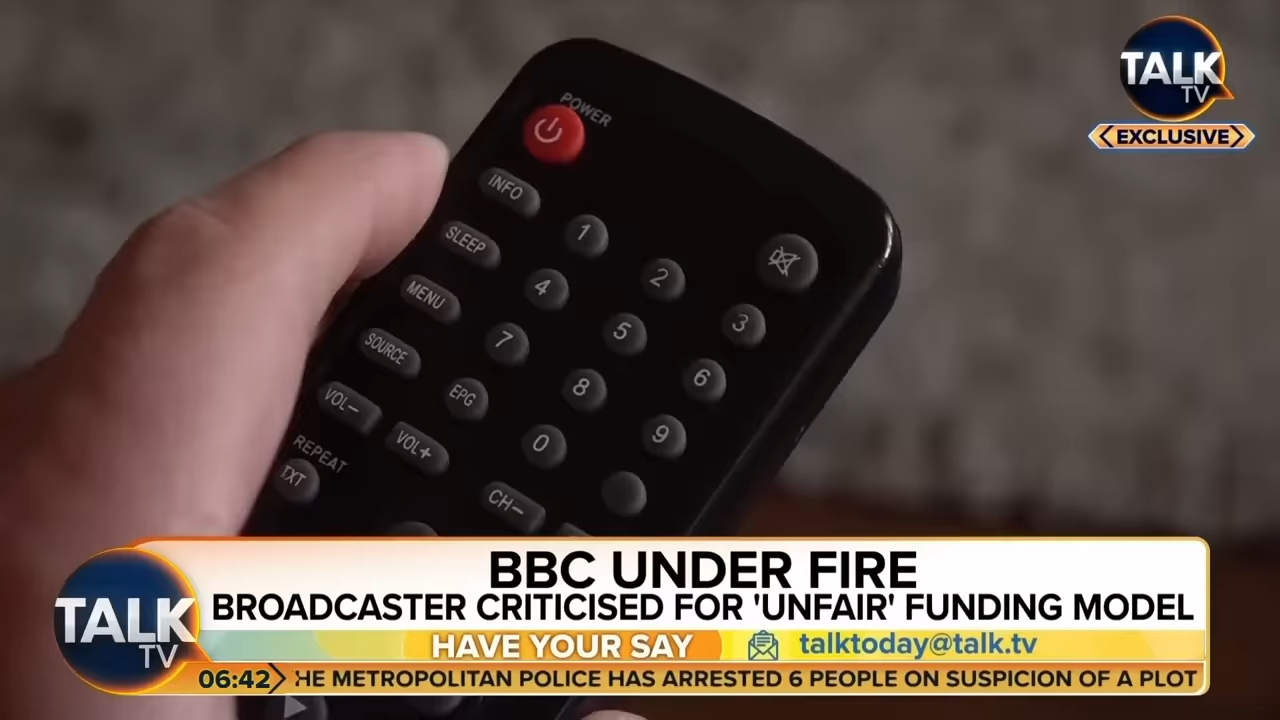 TALK
TV
EXCLUSIVE
POWER
INFO
1
SLEEP
2
4
MENU
3
5
7
SOURCE
6
8
EPG
VOL-
9
0
VOL+
REPEAT
TXT
CH-
BBC UNDER FIRE
BROADCASTER CRITICISED FOR 'UNFAIR' FUNDING MODEL
TALK
TV
HAVE YOUR SAY talktoday@talk.tv
06:42 HE METROPOLITAN POLICE HAS ARRESTED 6 PEOPLE ON SUSPICION OF A PLOT